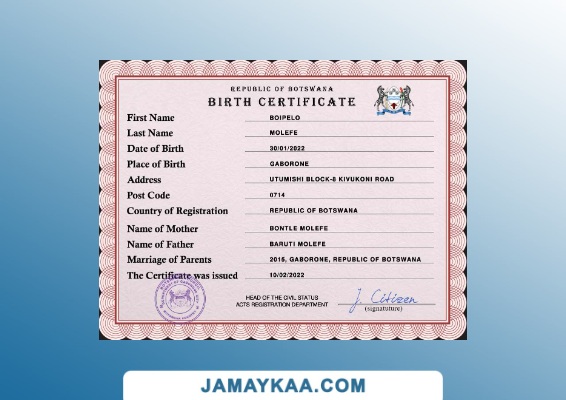 REPUBLIC OF BOTSWANA
BIRTH CERTIFICATE
First Name BOIPELO
Last Name MOLEFE
Date of Birth 30/01/2022
Place of Birth GABORONE
Address UTUMISHI BLOCK-8 KIVUKONI ROAD
Post Code 0714
Country of Registration REPUBLIC OF BOTSWANA
Name of Mother BONTLE MOLEFE
Name of Father BARUTI MOLEFE
Marriage of Parents 2015, GABORONE, REPUBLIC OF BOTSWANA
The Certificate was issued 10/02/2022
HEAD OF THE CIVIL STATUS
ACTS REGISTRATION DEPARTMENT
J. Citizen
(signatuture)
JAMAYKAA.COM